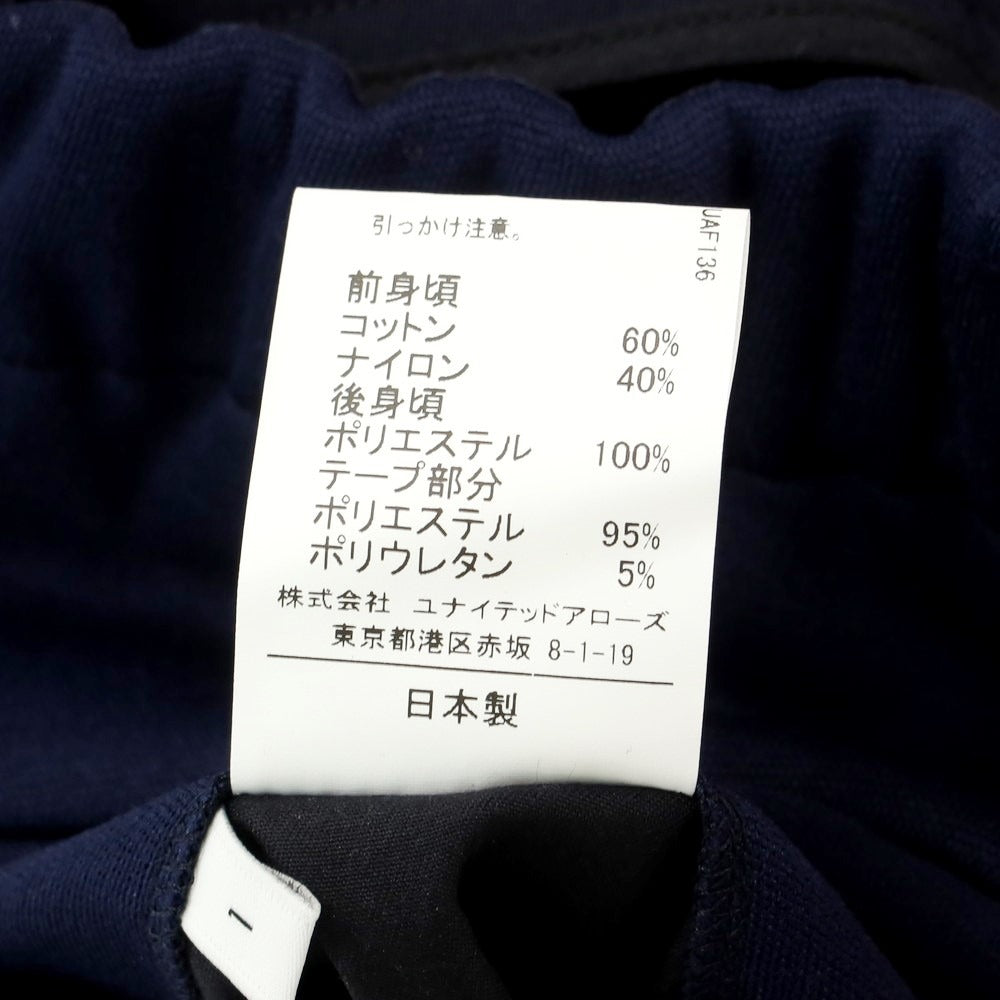 引っかけ注意。
UAF136
前身頃
コットン 60%
ナイロン 40%
後身頃
ポリエステル 100%
テープ部分
ポリエステル 95%
ポリウレタン 5%
株式会社 ユナイテッドアローズ
東京都港区赤坂 8-1-19
日本製
1